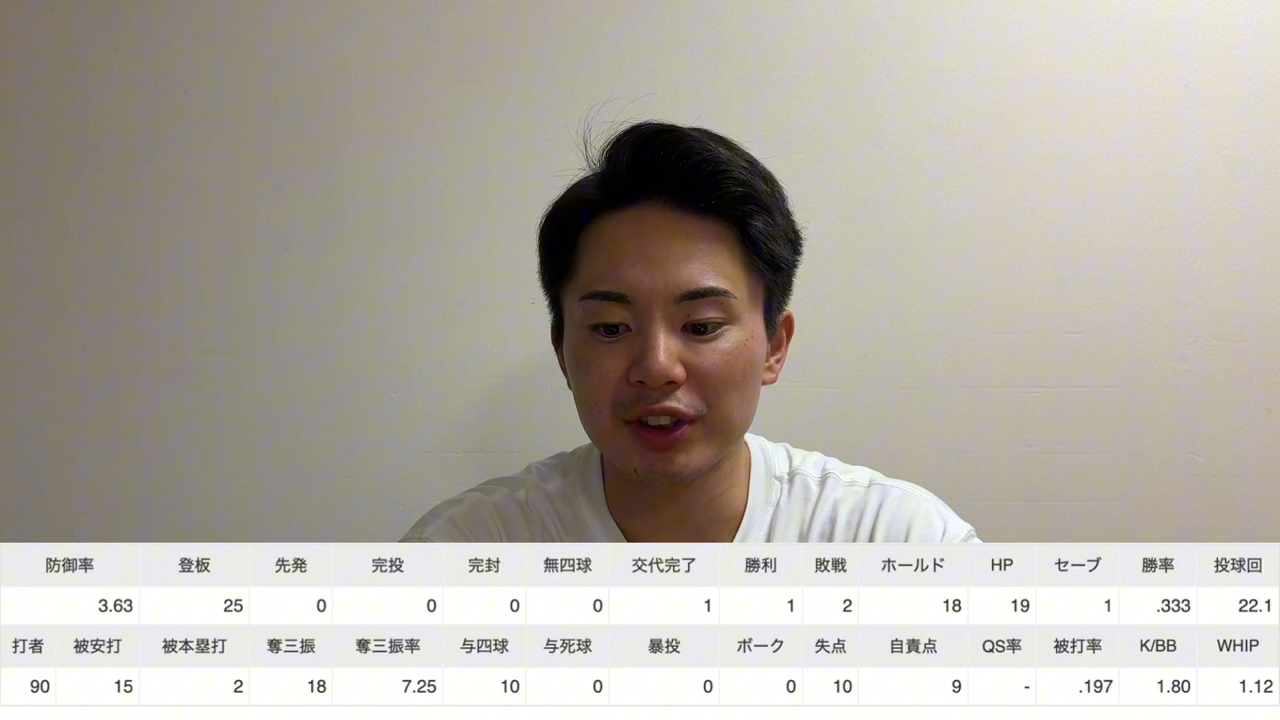 防御率 登板 先発 完投 完封 無四球 交代完了 勝利 敗戦 ホールド HP セーブ 勝率 投球回
3.63 25 0 0 0 0 1 1 2 18 19 1 .333 22.1
打者 被安打 被本塁打 奪三振 奪三振率 与四球 与死球 暴投 ボーク 失点 自責点 QS率 被打率 K/BB WHIP
90 15 2 18 7.25 10 0 0 0 10 9 - .197 1.80 1.12